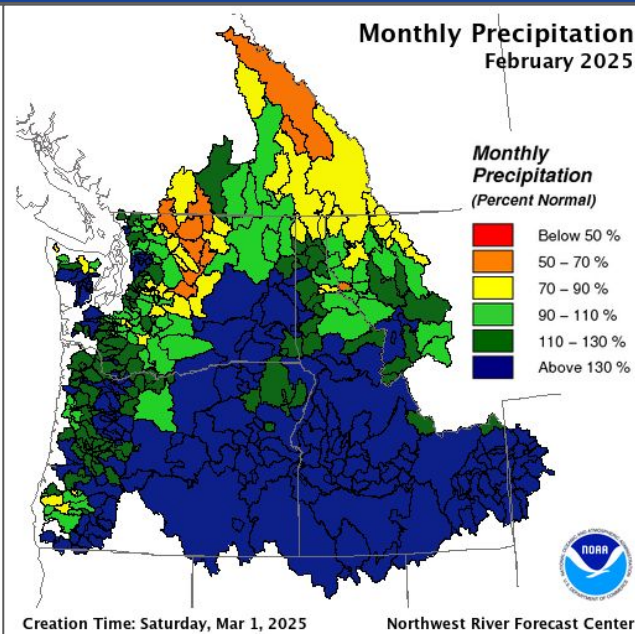 Monthly Precipitation
February 2025
Monthly
Precipitation
(Percent Normal)
Below 50 %
50 – 70 %
70 – 90 %
90 – 110 %
110 – 130 %
Above 130 %
NOAA
Creation Time: Saturday, Mar 1, 2025
Northwest River Forecast Center